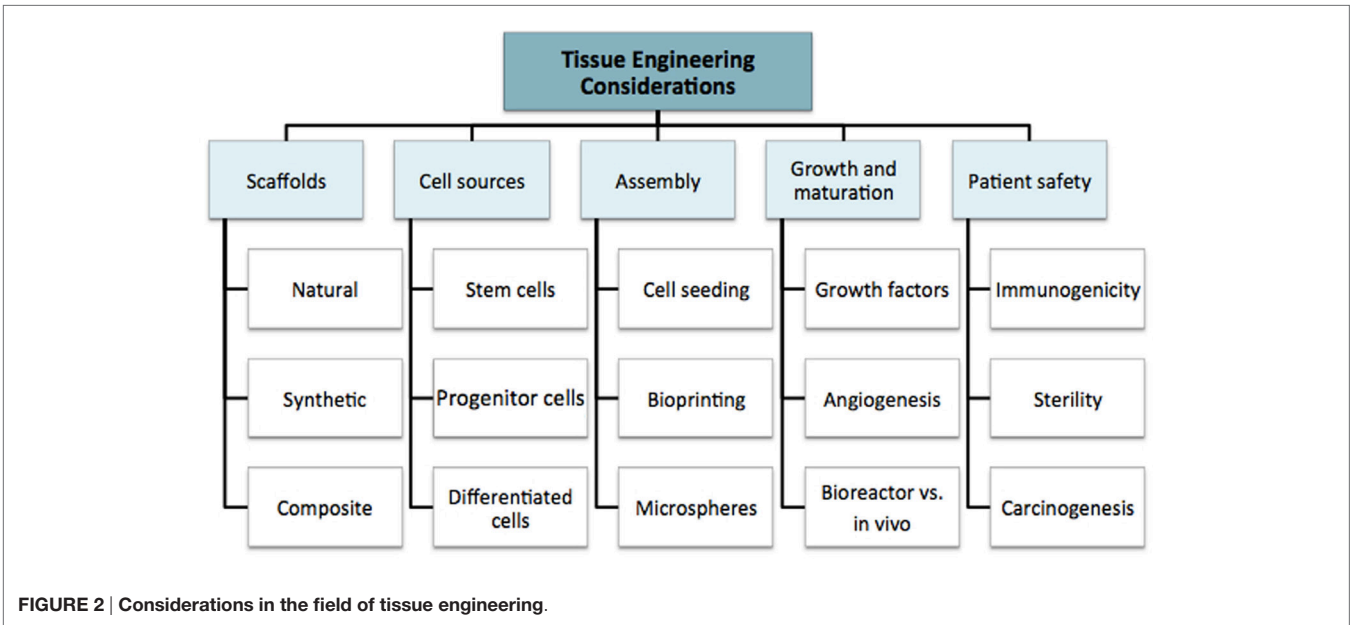 Tissue Engineering
Considerations
Scaffolds
Natural
Synthetic
Composite
Cell sources
Stem cells
Progenitor cells
Differentiated
cells
Assembly
Cell seeding
Bioprinting
Microspheres
Growth and
maturation
Growth factors
Angiogenesis
Bioreactor vs.
in vivo
Patient safety
Immunogenicity
Sterility
Carcinogenesis
FIGURE 2 | Considerations in the field of tissue engineering.